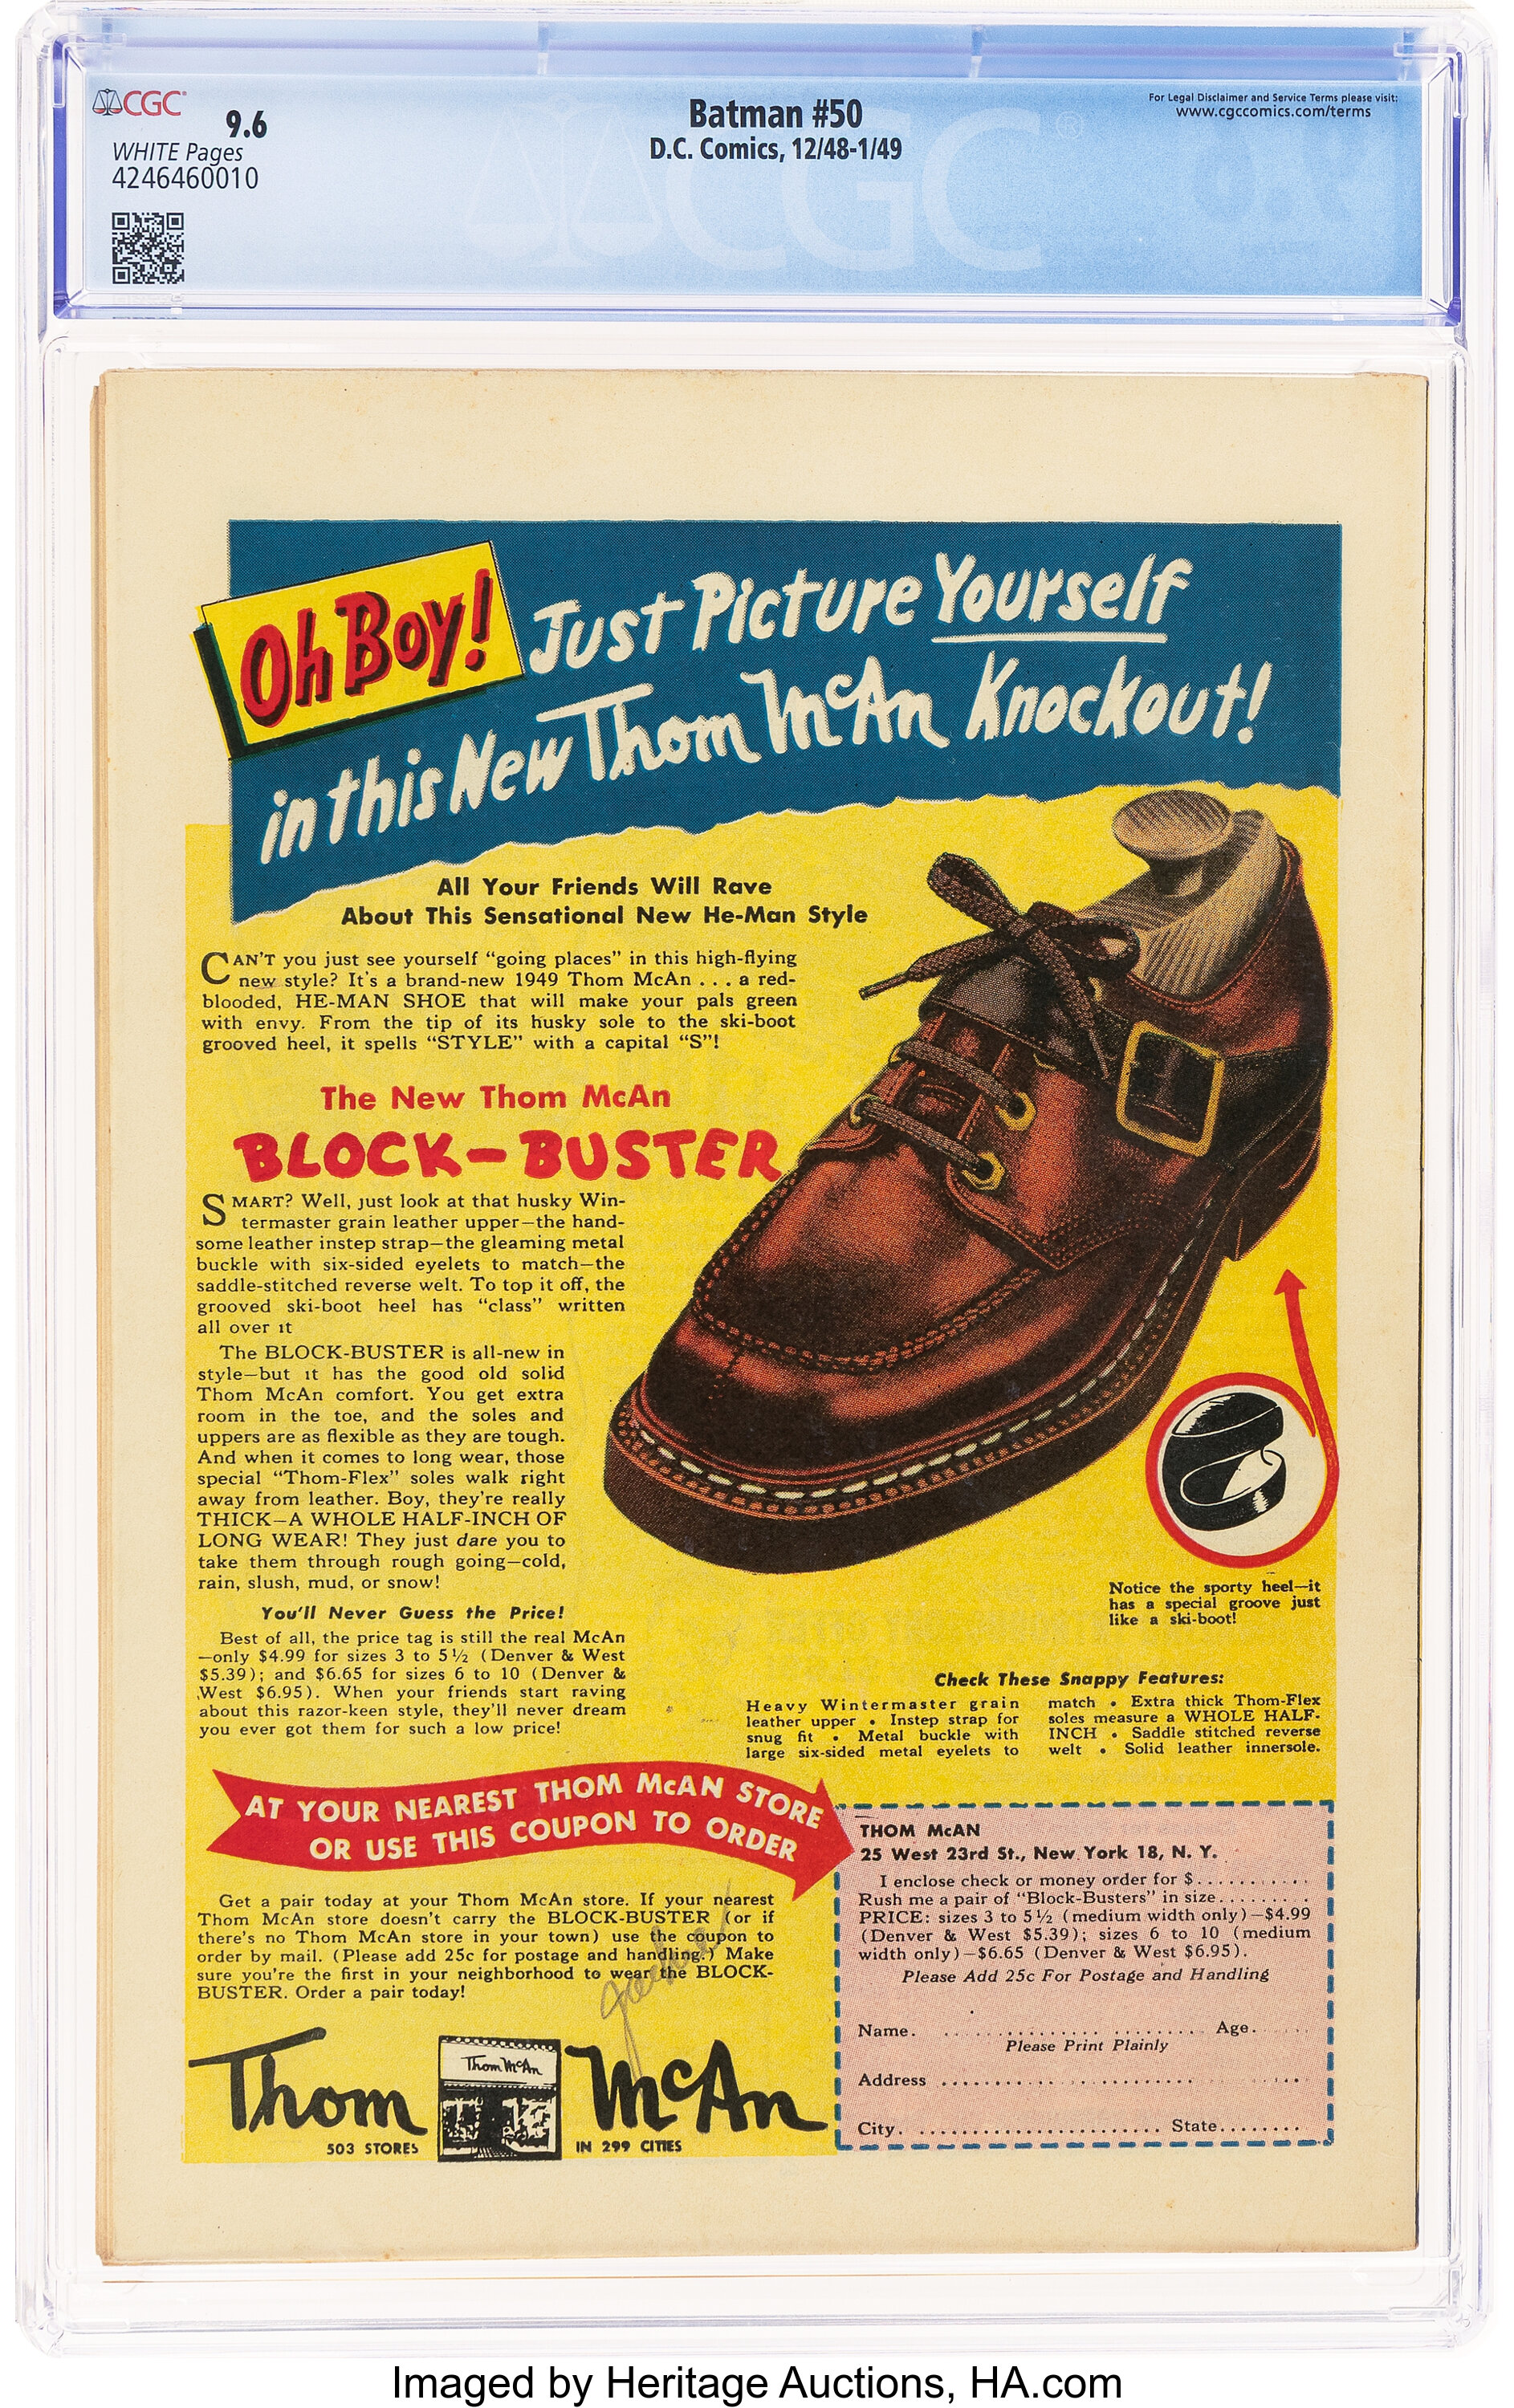 CGC
9.6
WHITE Pages
4246460010
Batman #50
D.C. Comics, 12/48-1/49
For Legal Disclaimer and Service Terms please visit:
www.cgccomics.com/terms
CGC
Oh Boy!
Just Picture Yourself
in this New Thom McAn Knockout!
All Your Friends Will Rave
About This Sensational New He-Man Style
CAN'T you just see yourself "going places" in this high-flying
new style? It's a brand-new 1949 Thom McAn . . . a red-
blooded, HE-MAN SHOE that will make your pals green
with envy. From the tip of its husky sole to the ski-boot
grooved heel, it spells "STYLE" with a capital "S"!
The New Thom McAn
BLOCK-BUSTER
SMART? Well, just look at that husky Win-
termaster grain leather upper—the hand-
some leather instep strap—the gleaming metal
buckle with six-sided eyelets to match—the
saddle-stitched reverse welt. To top it off, the
grooved ski-boot heel has "class" written
all over it
The BLOCK-BUSTER is all-new in
style—but it has the good old solid
Thom McAn comfort. You get extra
room in the toe, and the soles and
uppers are as flexible as they are tough.
And when it comes to long wear, those
special "Thom-Flex" soles walk right
away from leather. Boy, they're really
THICK—A WHOLE HALF-INCH OF
LONG WEAR! They just dare you to
take them through rough going—cold,
rain, slush, mud, or snow!
You'll Never Guess the Price!
Best of all, the price tag is still the real McAn
—only $4.99 for sizes 3 to 5½ (Denver & West
$5.39); and $6.65 for sizes 6 to 10 (Denver &
West $6.95). When your friends start raving
about this razor-keen style, they'll never dream
you ever got them for such a low price!
Notice the sporty heel—it
has a special groove just
like a ski-boot!
Check These Snappy Features:
Heavy Wintermaster grain
leather upper • Instep strap for
snug fit • Metal buckle with
large six-sided metal eyelets to
match • Extra thick Thom-Flex
soles measure a WHOLE HALF-
INCH • Saddle stitched reverse
welt • Solid leather innersole.
AT YOUR NEAREST THOM McAN STORE
OR USE THIS COUPON TO ORDER
Get a pair today at your Thom McAn store. If your nearest
Thom McAn store doesn't carry the BLOCK-BUSTER (or if
there's no Thom McAn store in your town) use the coupon to
order by mail. (Please add 25c for postage and handling.) Make
sure you're the first in your neighborhood to wear the BLOCK-
BUSTER. Order a pair today!
Thom McAn
Thom McAn
503 STORES IN 299 CITIES
THOM McAN
25 West 23rd St., New York 18, N. Y.
I enclose check or money order for $...........
Rush me a pair of "Block-Busters" in size........
PRICE: sizes 3 to 5½ (medium width only)—$4.99
(Denver & West $5.39); sizes 6 to 10 (medium
width only)—$6.65 (Denver & West $6.95).
Please Add 25c For Postage and Handling
Name. .......................... Age......
Please Print Plainly
Address ..............................
City. ........................ State........
Imaged by Heritage Auctions, HA.com